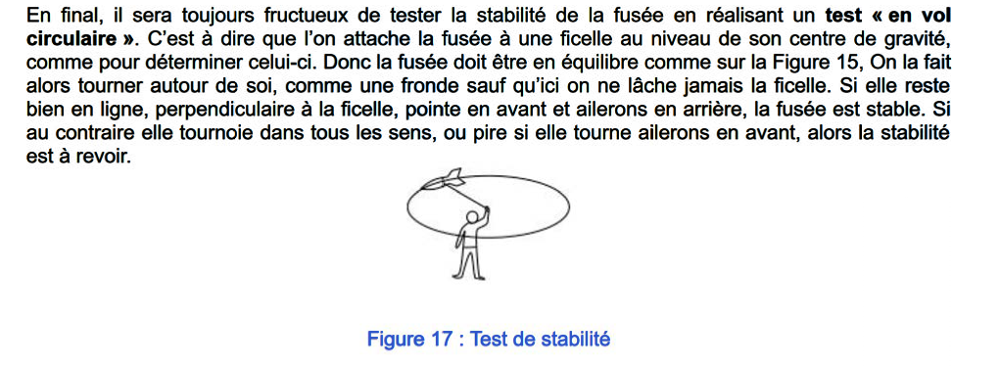 En final, il sera toujours fructueux de tester la stabilité de la fusée en réalisant un test « en vol
circulaire ». C'est à dire que l'on attache la fusée à une ficelle au niveau de son centre de gravité,
comme pour déterminer celui-ci. Donc la fusée doit être en équilibre comme sur la Figure 15, On la fait
alors tourner autour de soi, comme une fronde sauf qu'ici on ne lâche jamais la ficelle. Si elle reste
bien en ligne, perpendiculaire à la ficelle, pointe en avant et ailerons en arrière, la fusée est stable. Si
au contraire elle tournoie dans tous les sens, ou pire si elle tourne ailerons en avant, alors la stabilité
est à revoir.
Figure 17 : Test de stabilité